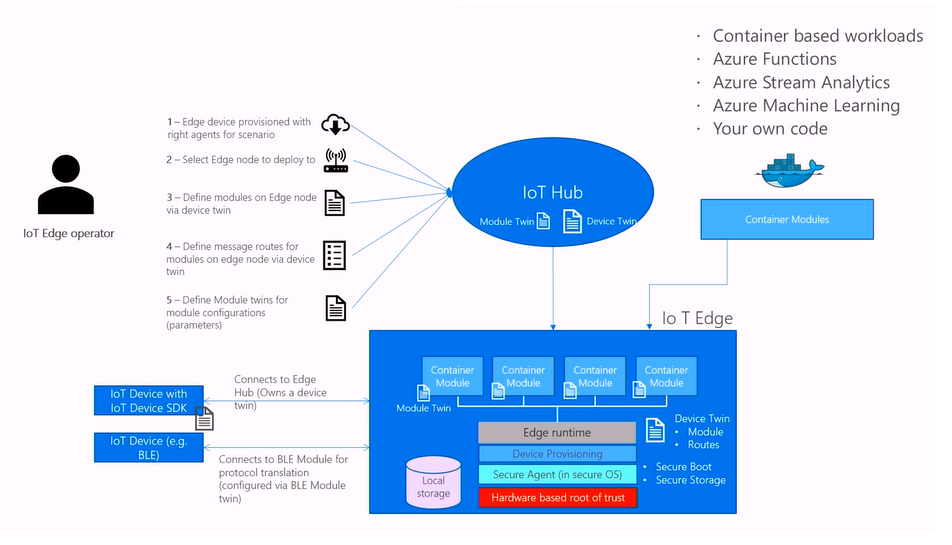 · Container based workloads
· Azure Functions
· Azure Stream Analytics
· Azure Machine Learning
· Your own code
1 – Edge device provisioned with
right agents for scenario
2 – Select Edge node to deploy to
3 – Define modules on Edge node
via device twin
4 – Define message routes for
modules on edge node via device
twin
5 – Define Module twins for
module configurations
(parameters)
IoT Edge operator
IoT Hub
Module Twin
Device Twin
Container Modules
Io T Edge
Container
Module
Container
Module
Container
Module
Container
Module
Module Twin
Edge runtime
Device Provisioning
Secure Agent (in secure OS)
Hardware based root of trust
Local
storage
Device Twin
• Module
• Routes
• Secure Boot
• Secure Storage
IoT Device with
IoT Device SDK
Connects to Edge
Hub (Owns a device
twin)
IoT Device (e.g.
BLE)
Connects to BLE Module for
protocol translation
(configured via BLE Module
twin)